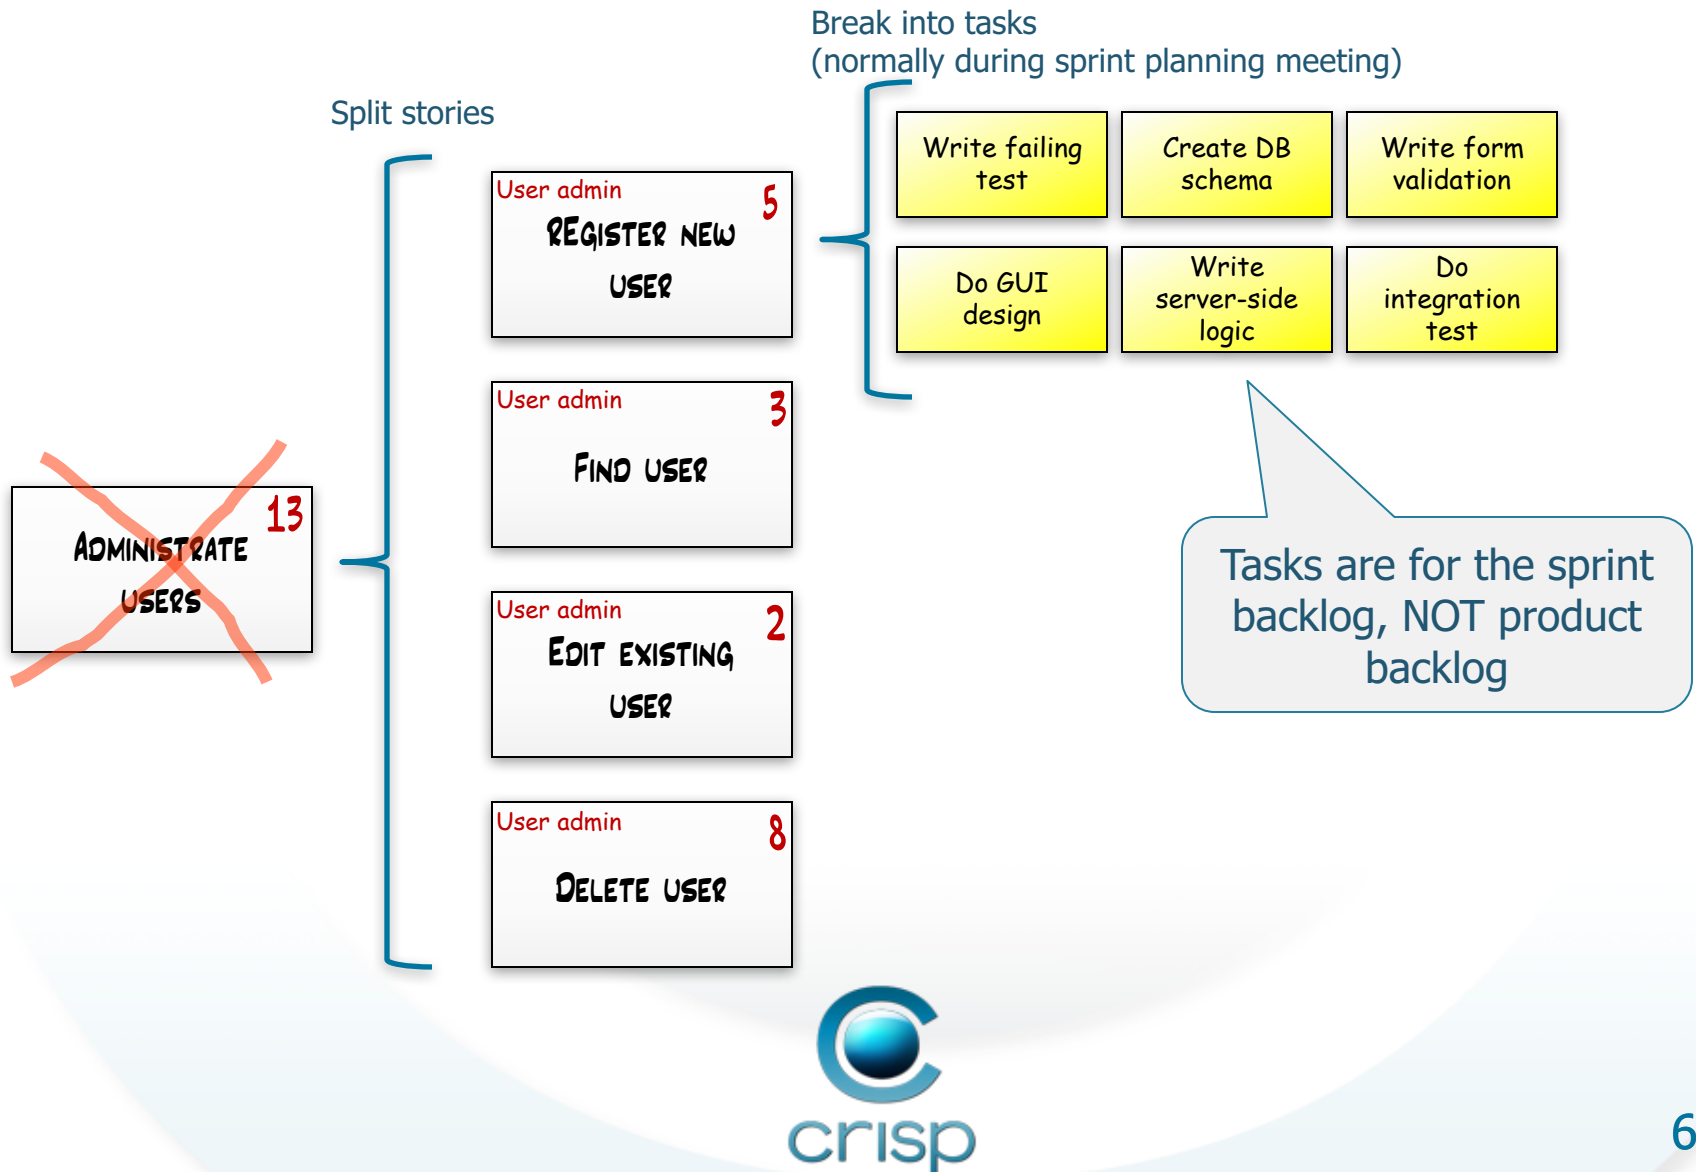 Break into tasks
(normally during sprint planning meeting)
Split stories
Write failing
test
Create DB
schema
Write form
validation
Do GUI
design
Write
server-side
logic
Do
integration
test
User admin
5
REgister new
user
User admin
3
Find user
13
Administrate
users
User admin
2
Edit existing
user
User admin
8
Delete user
Tasks are for the sprint
backlog, NOT product
backlog
crisp
6